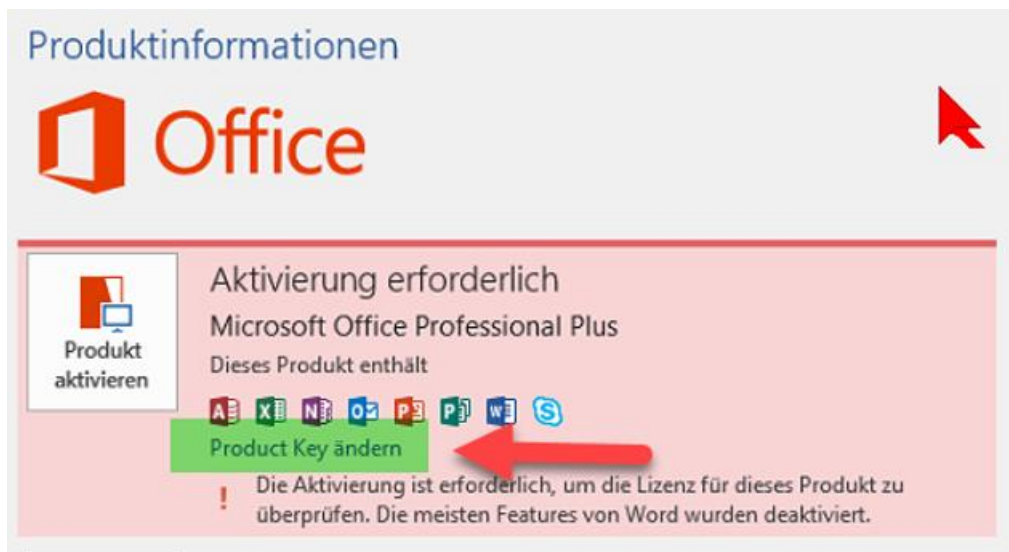 Produktinformationen
Office
Produkt
aktivieren
Aktivierung erforderlich
Microsoft Office Professional Plus
Dieses Produkt enthält
Product Key ändern
! Die Aktivierung ist erforderlich, um die Lizenz für dieses Produkt zu
überprüfen. Die meisten Features von Word wurden deaktiviert.